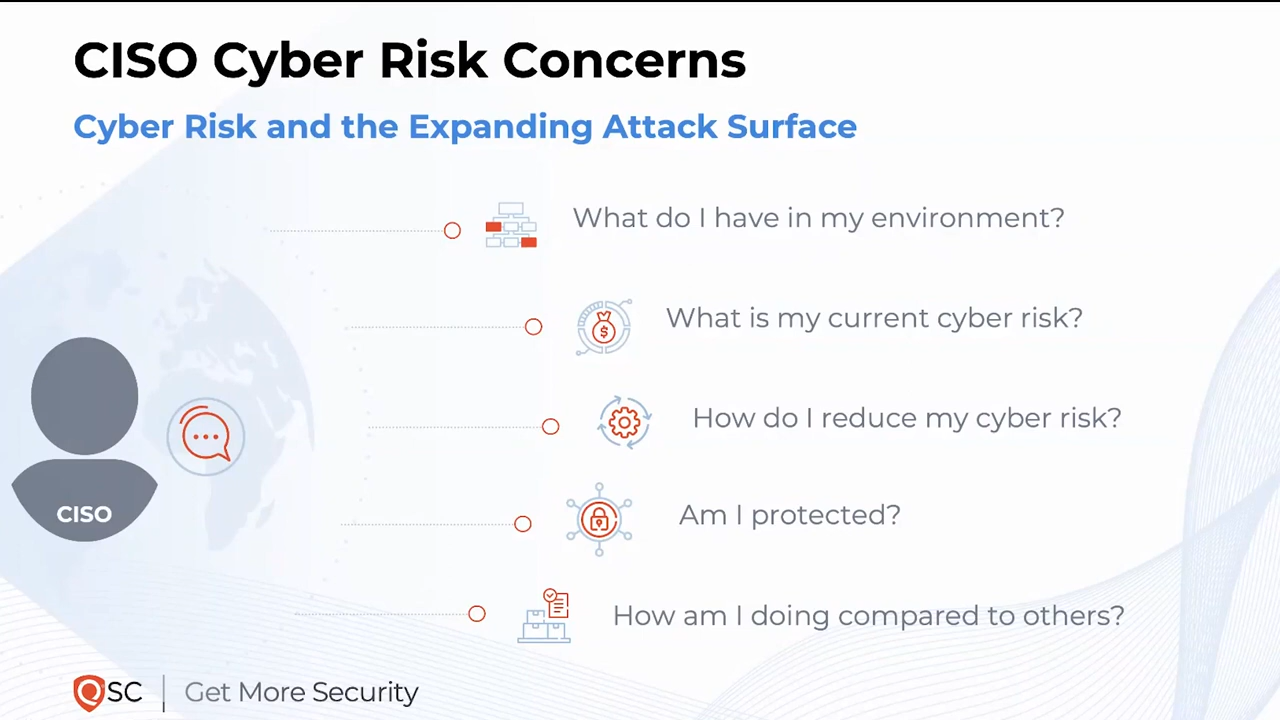 CISO Cyber Risk Concerns
Cyber Risk and the Expanding Attack Surface
What do I have in my environment?
What is my current cyber risk?
$
How do I reduce my cyber risk?
CISO
Am I protected?
How am I doing compared to others?
QSC | Get More Security